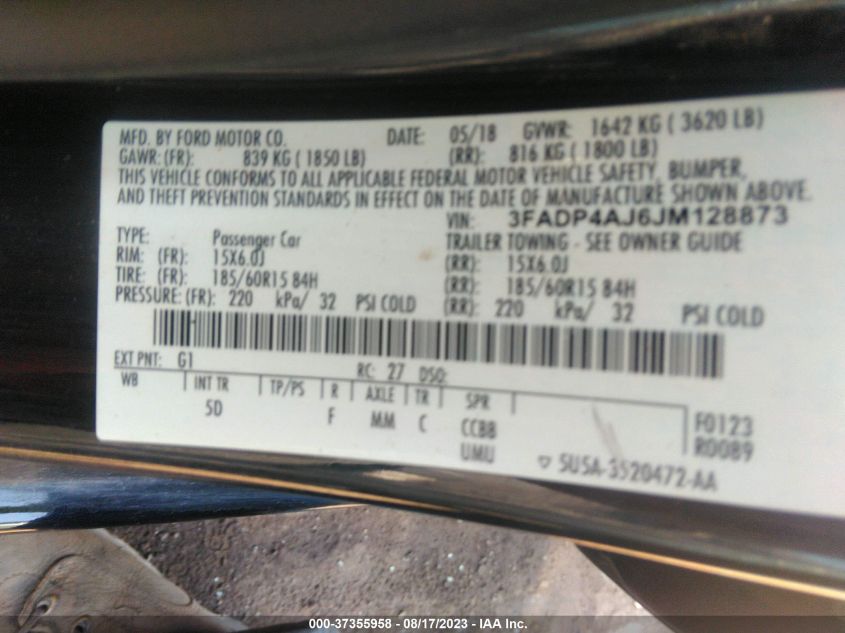 MFD. BY FORD MOTOR CO. DATE: 05/18 GVWR: 1642 KG ( 3620 LB)
GAWR: (FR): 839 KG ( 1850 LB) (RR): 816 KG ( 1800 LB)
THIS VEHICLE CONFORMS TO ALL APPLICABLE FEDERAL MOTOR VEHICLE SAFETY, BUMPER,
AND THEFT PREVENTION STANDARDS IN EFFECT ON THE DATE OF MANUFACTURE SHOWN ABOVE.
VIN: 3FADP4AJ6JM128873
TYPE: Passenger Car TRAILER TOWING - SEE OWNER GUIDE
RIM: (FR): 15X6.0J (RR): 15X6.0J
TIRE: (FR): 185/60R15 84H (RR): 185/60R15 84H
PRESSURE: (FR): 220 kPa/ 32 PSI COLD (RR): 220 kPa/ 32 PSI COLD
EXT PNT: G1 RC: 27 DSO:
WB INT TR TP/PS R AXLE TR SPR
5D F MM C CCBB F0123
UMU R0089
5U5A-3520472-AA
000-37355958 - 08/17/2023 - IAA Inc.